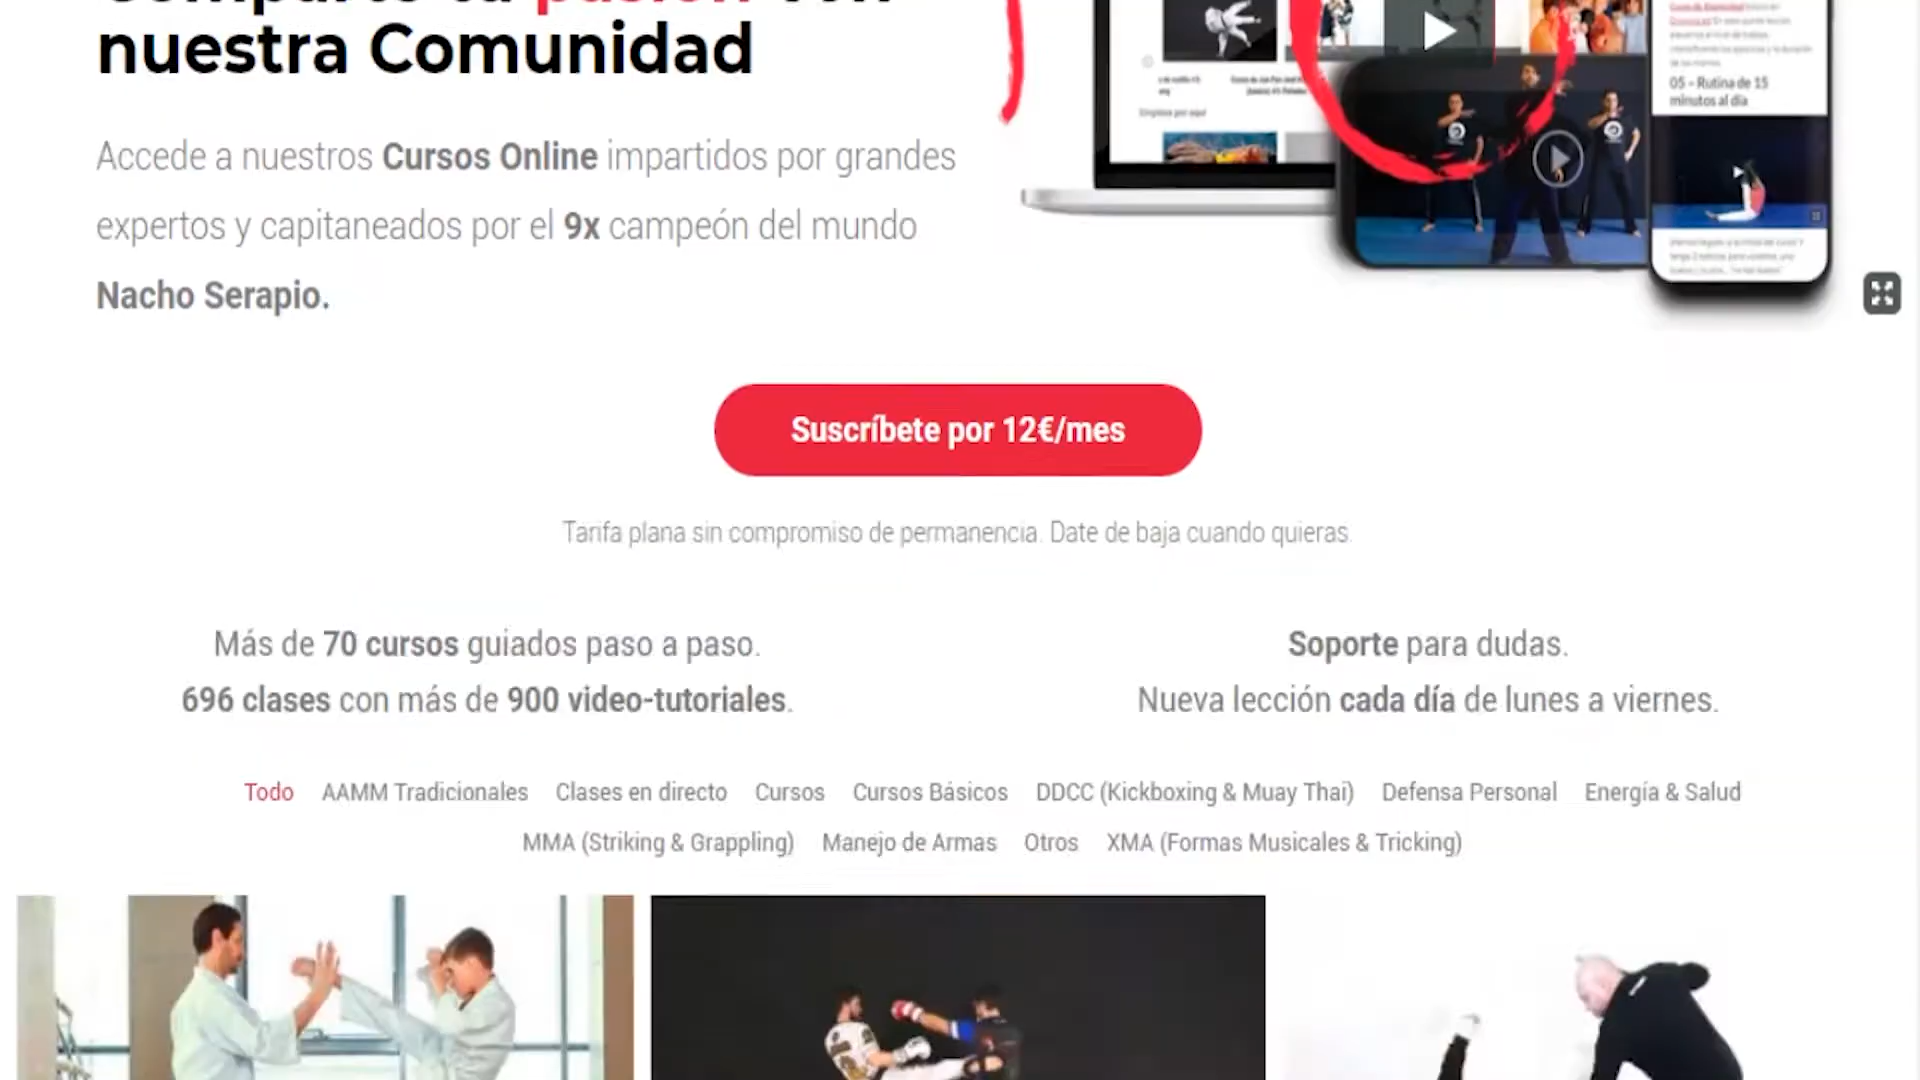 nuestra Comunidad
Accede a nuestros Cursos Online impartidos por grandes
expertos y capitaneados por el 9x campeón del mundo
Nacho Serapio.
05 - Rutina de 15
minutos al día
Suscríbete por 12€/mes
Tarifa plana sin compromiso de permanencia. Date de baja cuando quieras.
Más de 70 cursos guiados paso a paso.
696 clases con más de 900 video-tutoriales.
Soporte para dudas.
Nueva lección cada día de lunes a viernes.
Todo AAMM Tradicionales Clases en directo Cursos Cursos Básicos DDCC (Kickboxing & Muay Thai) Defensa Personal Energía & Salud
MMA (Striking & Grappling) Manejo de Armas Otros XMA (Formas Musicales & Tricking)